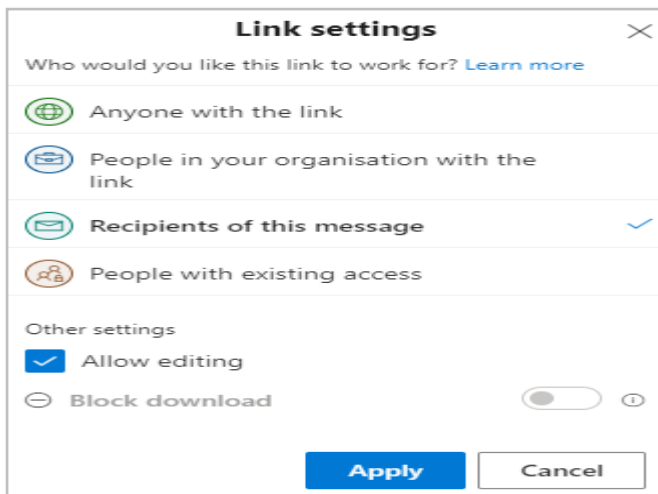 Link settings
Who would you like this link to work for? Learn more
Anyone with the link
People in your organisation with the
link
Recipients of this message
People with existing access
Other settings
Allow editing
Block download
Apply Cancel